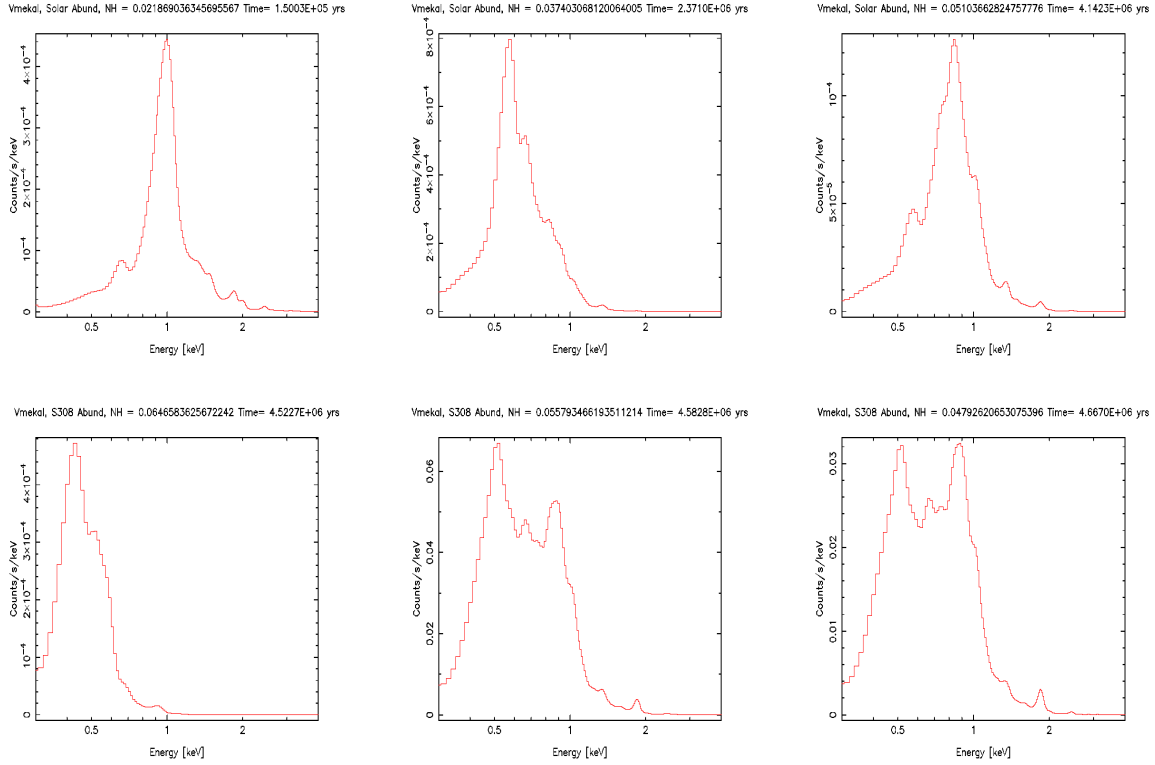 Vmekal, Solar Abund, NH = 0.021869036345695567 Time= 1.5003E+05 yrs
Counts/s/keV
0 10⁻⁴ 2×10⁻⁴ 3×10⁻⁴ 4×10⁻⁴
0.5 1 2
Energy [keV]
Vmekal, Solar Abund, NH = 0.037403068120064005 Time= 2.3710E+06 yrs
Counts/s/keV
0 2×10⁻⁴ 4×10⁻⁴ 6×10⁻⁴ 8×10⁻⁴
0.5 1 2
Energy [keV]
Vmekal, Solar Abund, NH = 0.05103662824757776 Time= 4.1423E+06 yrs
Counts/s/keV
0 5×10⁻⁵ 10⁻⁴
0.5 1 2
Energy [keV]
Vmekal, S308 Abund, NH = 0.0646583625672242 Time= 4.5227E+06 yrs
Counts/s/keV
0 10⁻⁴ 2×10⁻⁴ 3×10⁻⁴ 4×10⁻⁴
0.5 1 2
Energy [keV]
Vmekal, S308 Abund, NH = 0.055793466193511214 Time= 4.5828E+06 yrs
Counts/s/keV
0 0.02 0.04 0.06
0.5 1 2
Energy [keV]
Vmekal, S308 Abund, NH = 0.04792620653075396 Time= 4.6670E+06 yrs
Counts/s/keV
0 0.01 0.02 0.03
0.5 1 2
Energy [keV]